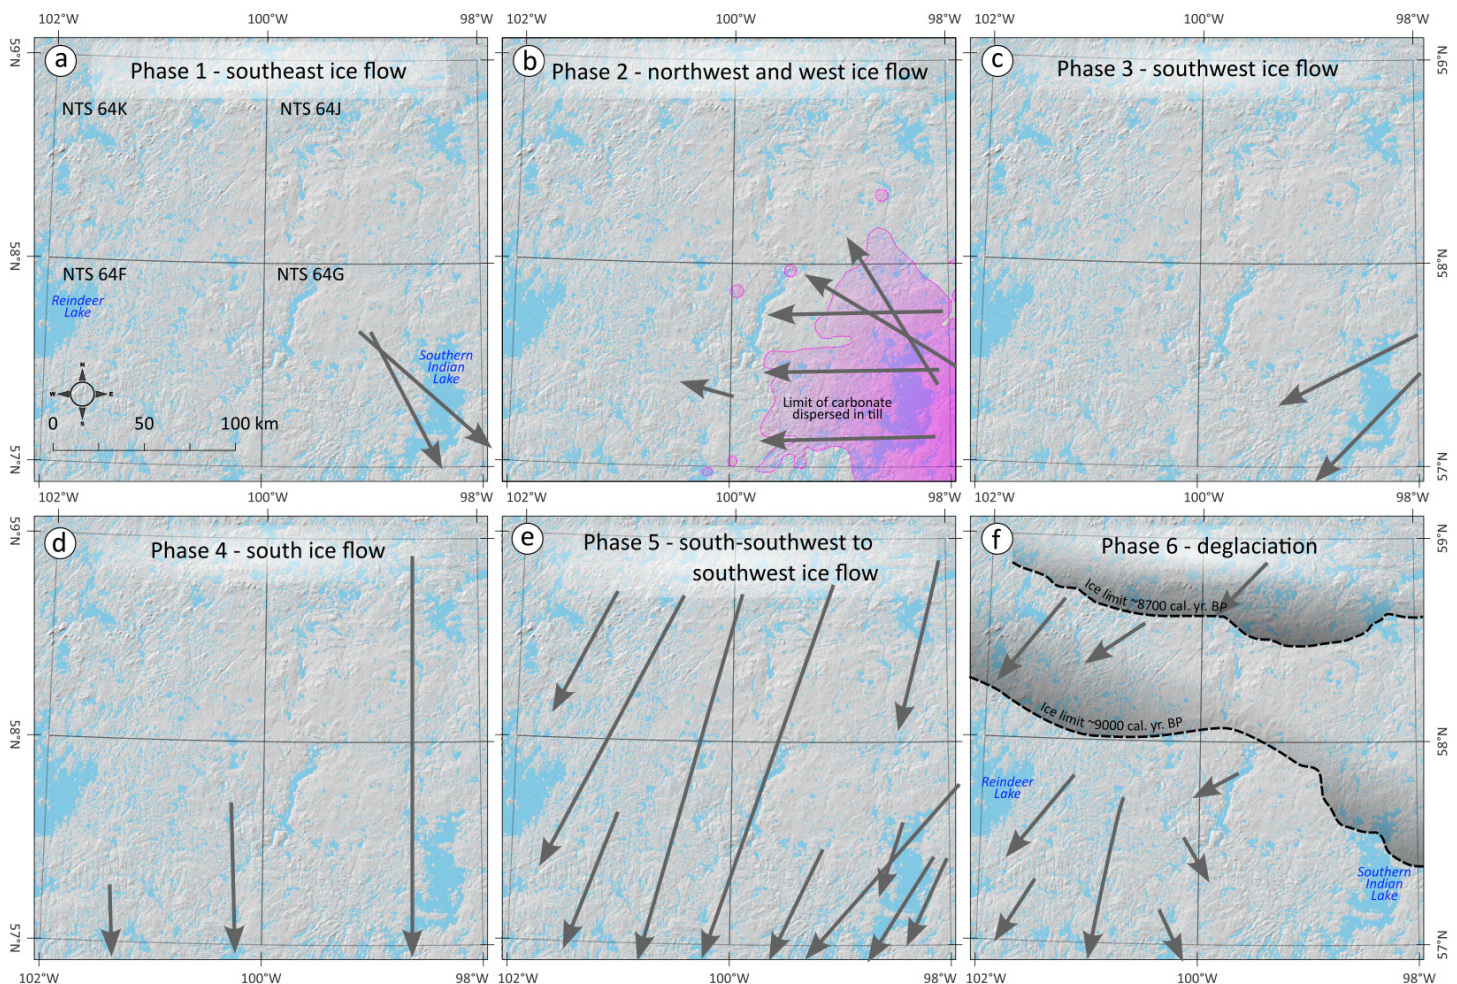 102°W
100°W
98°W
100°W
98°W
102°W
100°W
98°W
59°N
58°N
57°N
a
Phase 1 - southeast ice flow
NTS 64K
NTS 64J
NTS 64F
NTS 64G
Reindeer
Lake
Southern
Indian
Lake
N
W
E
S
0
50
100 km
b
Phase 2 - northwest and west ice flow
Limit of carbonate
dispersed in till
c
Phase 3 - southwest ice flow
59°N
58°N
57°N
102°W
100°W
98°W
102°W
100°W
98°W
102°W
100°W
98°W
59°N
58°N
57°N
d
Phase 4 - south ice flow
e
Phase 5 - south-southwest to
southwest ice flow
f
Phase 6 - deglaciation
Ice limit ~8700 cal. yr. BP
Ice limit ~9000 cal. yr. BP
Reindeer
Lake
Southern
Indian
Lake
59°N
58°N
57°N
102°W
100°W
98°W
102°W
100°W
98°W
102°W
100°W
98°W